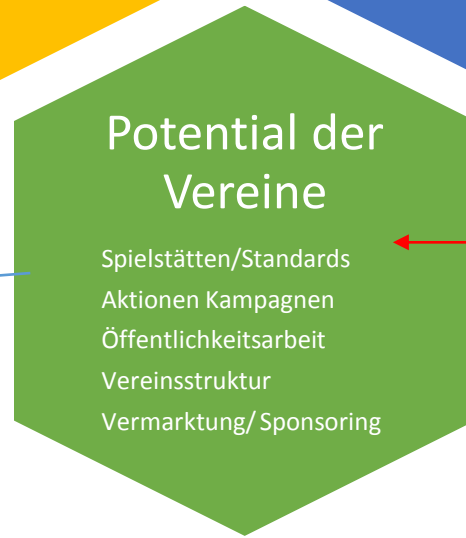 Potential der
Vereine
Spielstätten/Standards
Aktionen Kampagnen
Öffentlichkeitsarbeit
Vereinsstruktur
Vermarktung/ Sponsoring